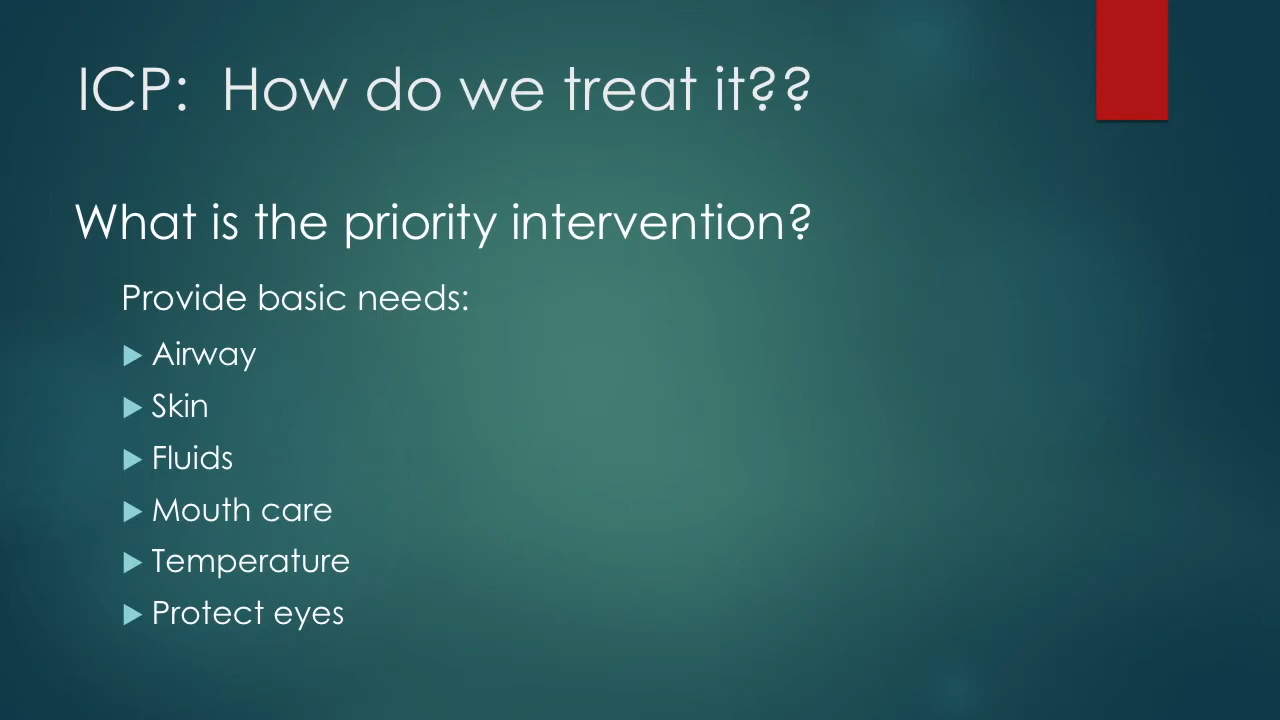 ICP:  How do we treat it??
What is the priority intervention?
Provide basic needs:
Airway
Skin
Fluids
Mouth care
Temperature
Protect eyes